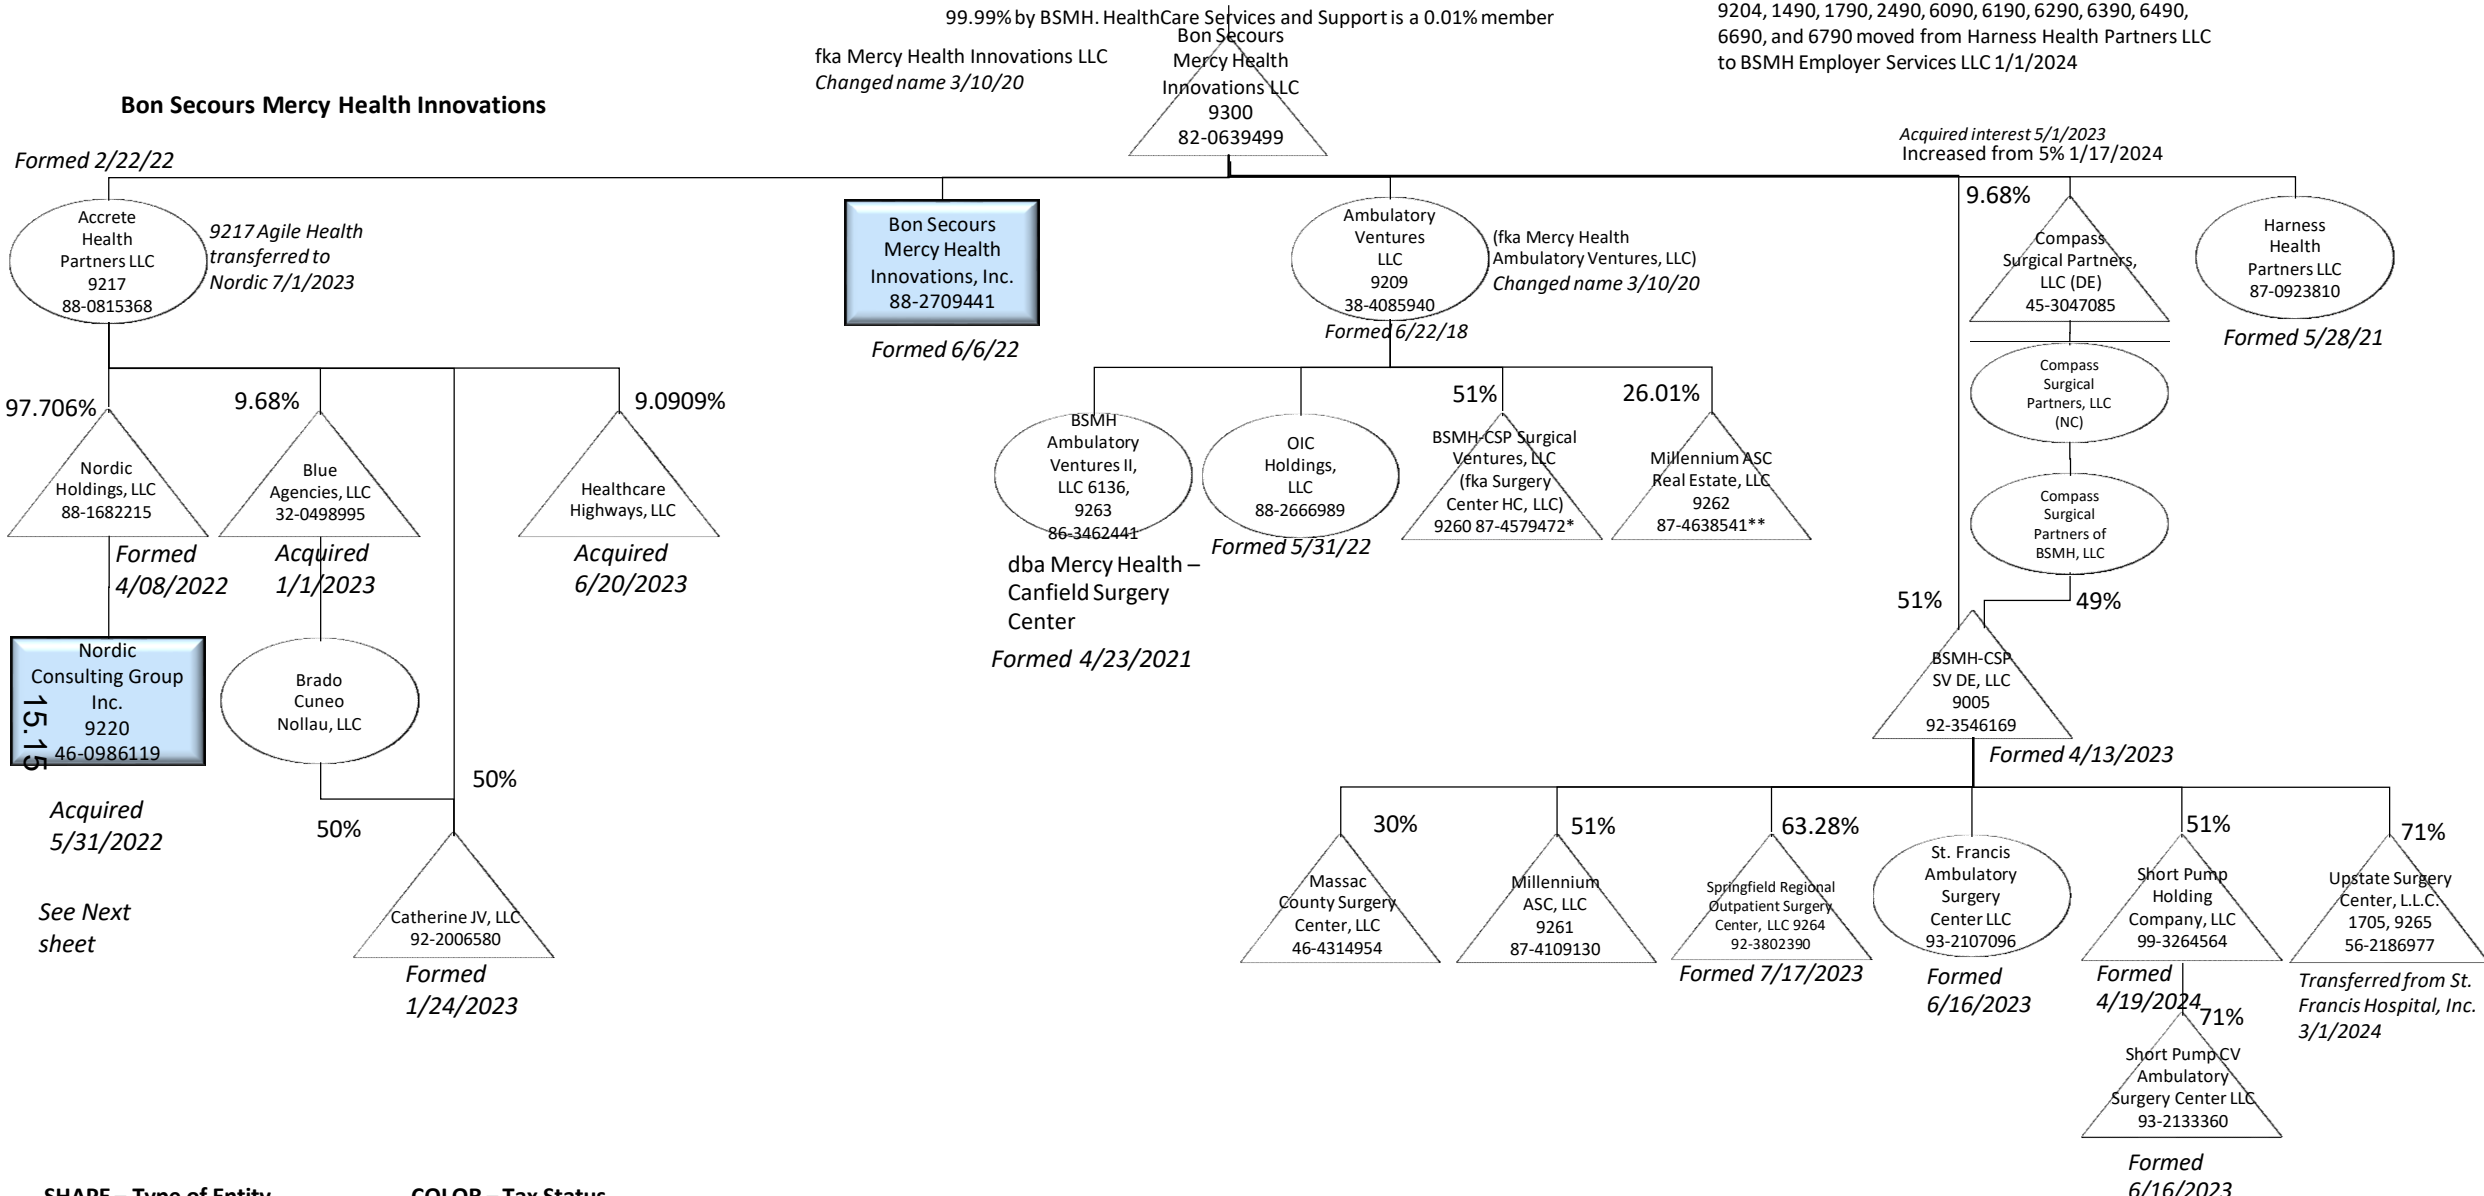 99.99% by BSMH. HealthCare Services and Support is a 0.01% member
9204, 1490, 1790, 2490, 6090, 6190, 6290, 6390, 6490,
6690, and 6790 moved from Harness Health Partners LLC
to BSMH Employer Services LLC 1/1/2024
fka Mercy Health Innovations LLC
Changed name 3/10/20
Bon Secours
Mercy Health
Innovations LLC
9300
82-0639499
Bon Secours Mercy Health Innovations
Formed 2/22/22
Acquired interest 5/1/2023
Increased from 5% 1/17/2024
Accrete
Health
Partners LLC
9217
88-0815368
9217 Agile Health
transferred to
Nordic 7/1/2023
Bon Secours
Mercy Health
Innovations, Inc.
88-2709441
Formed 6/6/22
Ambulatory
Ventures
LLC
9209
38-4085940
(fka Mercy Health
Ambulatory Ventures, LLC)
Changed name 3/10/20
Formed 6/22/18
9.68%
Compass
Surgical Partners,
LLC (DE)
45-3047085
Harness
Health
Partners LLC
87-0923810
Formed 5/28/21
Compass
Surgical
Partners, LLC
(NC)
Compass
Surgical
Partners of
BSMH, LLC
97.706%
Nordic
Holdings, LLC
88-1682215
Formed
4/08/2022
9.68%
Blue
Agencies, LLC
32-0498995
Acquired
1/1/2023
9.0909%
Healthcare
Highways, LLC
Acquired
6/20/2023
BSMH
Ambulatory
Ventures II,
LLC 6136,
9263
86-3462441
dba Mercy Health –
Canfield Surgery
Center
Formed 4/23/2021
OIC
Holdings,
LLC
88-2666989
Formed 5/31/22
51%
BSMH-CSP Surgical
Ventures, LLC
(fka Surgery
Center HC, LLC)
9260 87-4579472*
26.01%
Millennium ASC
Real Estate, LLC
9262
87-4638541**
51%
49%
BSMH-CSP
SV DE, LLC
9005
92-3546169
Formed 4/13/2023
Nordic
Consulting Group
Inc.
9220
46-0986119
15.15
Acquired
5/31/2022
See Next
sheet
Brado
Cuneo
Nollau, LLC
50%
50%
Catherine JV, LLC
92-2006580
Formed
1/24/2023
30%
Massac
County Surgery
Center, LLC
46-4314954
51%
Millennium
ASC, LLC
9261
87-4109130
63.28%
Springfield Regional
Outpatient Surgery
Center, LLC 9264
92-3802390
Formed 7/17/2023
St. Francis
Ambulatory
Surgery
Center LLC
93-2107096
Formed
6/16/2023
51%
Short Pump
Holding
Company, LLC
99-3264564
Formed
4/19/2024
71%
Upstate Surgery
Center, L.L.C.
1705, 9265
56-2186977
Transferred from St.
Francis Hospital, Inc.
3/1/2024
71%
Short Pump CV
Ambulatory
Surgery Center LLC
93-2133360
Formed
6/16/2023
SHAPE – Type of Entity
COLOR – Tax Status